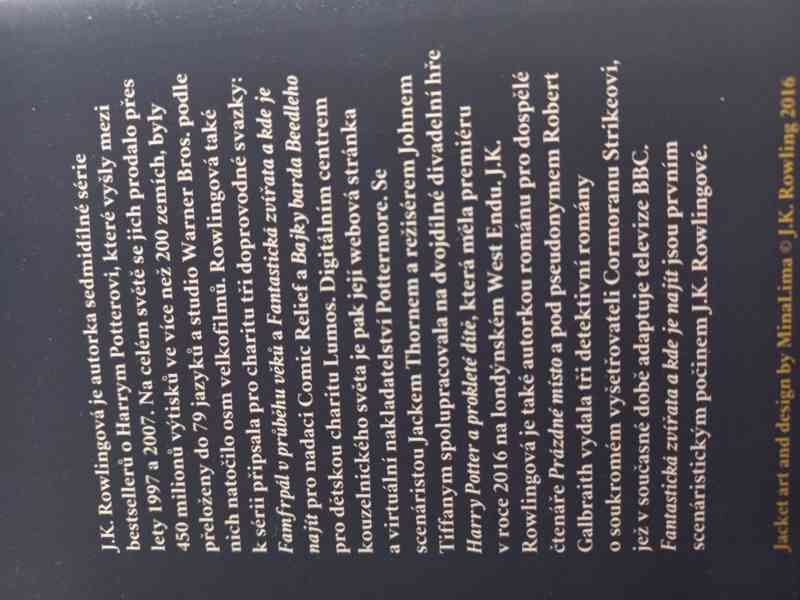 J.K. Rowlingová je autorka sedmidílné série
bestsellerů o Harrym Potterovi, které vyšly mezi
lety 1997 a 2007. Na celém světě se jich prodalo přes
450 milionů výtisků ve více než 200 zemích, byly
přeloženy do 79 jazyků a studio Warner Bros. podle
nich natočilo osm velkofilmů. Rowlingová také
k sérii připsala pro charitu tři doprovodné svazky:
Famfrpál v průběhu věků a Fantastická zvířata a kde je
najít pro nadaci Comic Relief a Bajky barda Beedleho
pro dětskou charitu Lumos. Digitálním centrem
kouzelnického světa je pak její webová stránka
a virtuální nakladatelství Pottermore. Se
scenáristou Jackem Thornem a režisérem Johnem
Tiffanym spolupracovala na dvojdílné divadelní hře
Harry Potter a prokleté dítě, která měla premiéru
v roce 2016 na londýnském West Endu. J.K.
Rowlingová je také autorkou románu pro dospělé
čtenáře Prázdné místo a pod pseudonymem Robert
Galbraith vydala tři detektivní romány
o soukromém vyšetřovateli Cormoranu Strikeovi,
jež v současné době adaptuje televize BBC.
Fantastická zvířata a kde je najít jsou prvním
scenáristickým počinem J.K. Rowlingové.
Jacket art and design by MinaLima © J.K. Rowling 2016